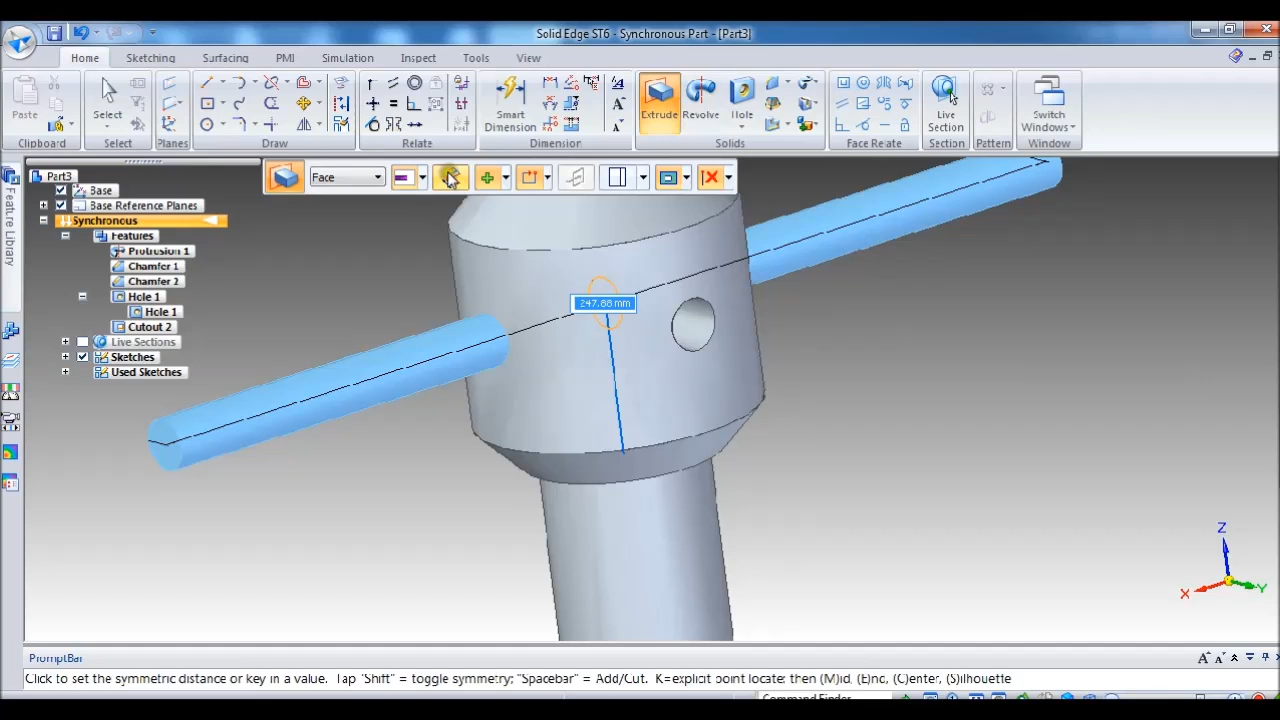 Solid Edge ST6 - Synchronous Part - [Part3]
Home Sketching Surfacing PMI Simulation Inspect Tools View
Paste Select Smart Dimension Extrude Revolve Hole Live Section Switch Windows
Clipboard Select Planes Draw Relate Dimension Solids Face Relate Section Pattern Window
Face
Feature Library
Part3
Base
Base Reference Planes
Synchronous
Features
Protrusion 1
Chamfer 1
Chamfer 2
Hole 1
Hole 1
Cutout 2
Live Sections
Sketches
Used Sketches
247.88 mm
Z
X
Y
PromptBar
Click to set the symmetric distance or key in a value. Tap "Shift" = toggle symmetry; "Spacebar" = Add/Cut. K=explicit point locate; then (M)id, (E)nd, (C)enter, (S)ilhouette
Command Finder